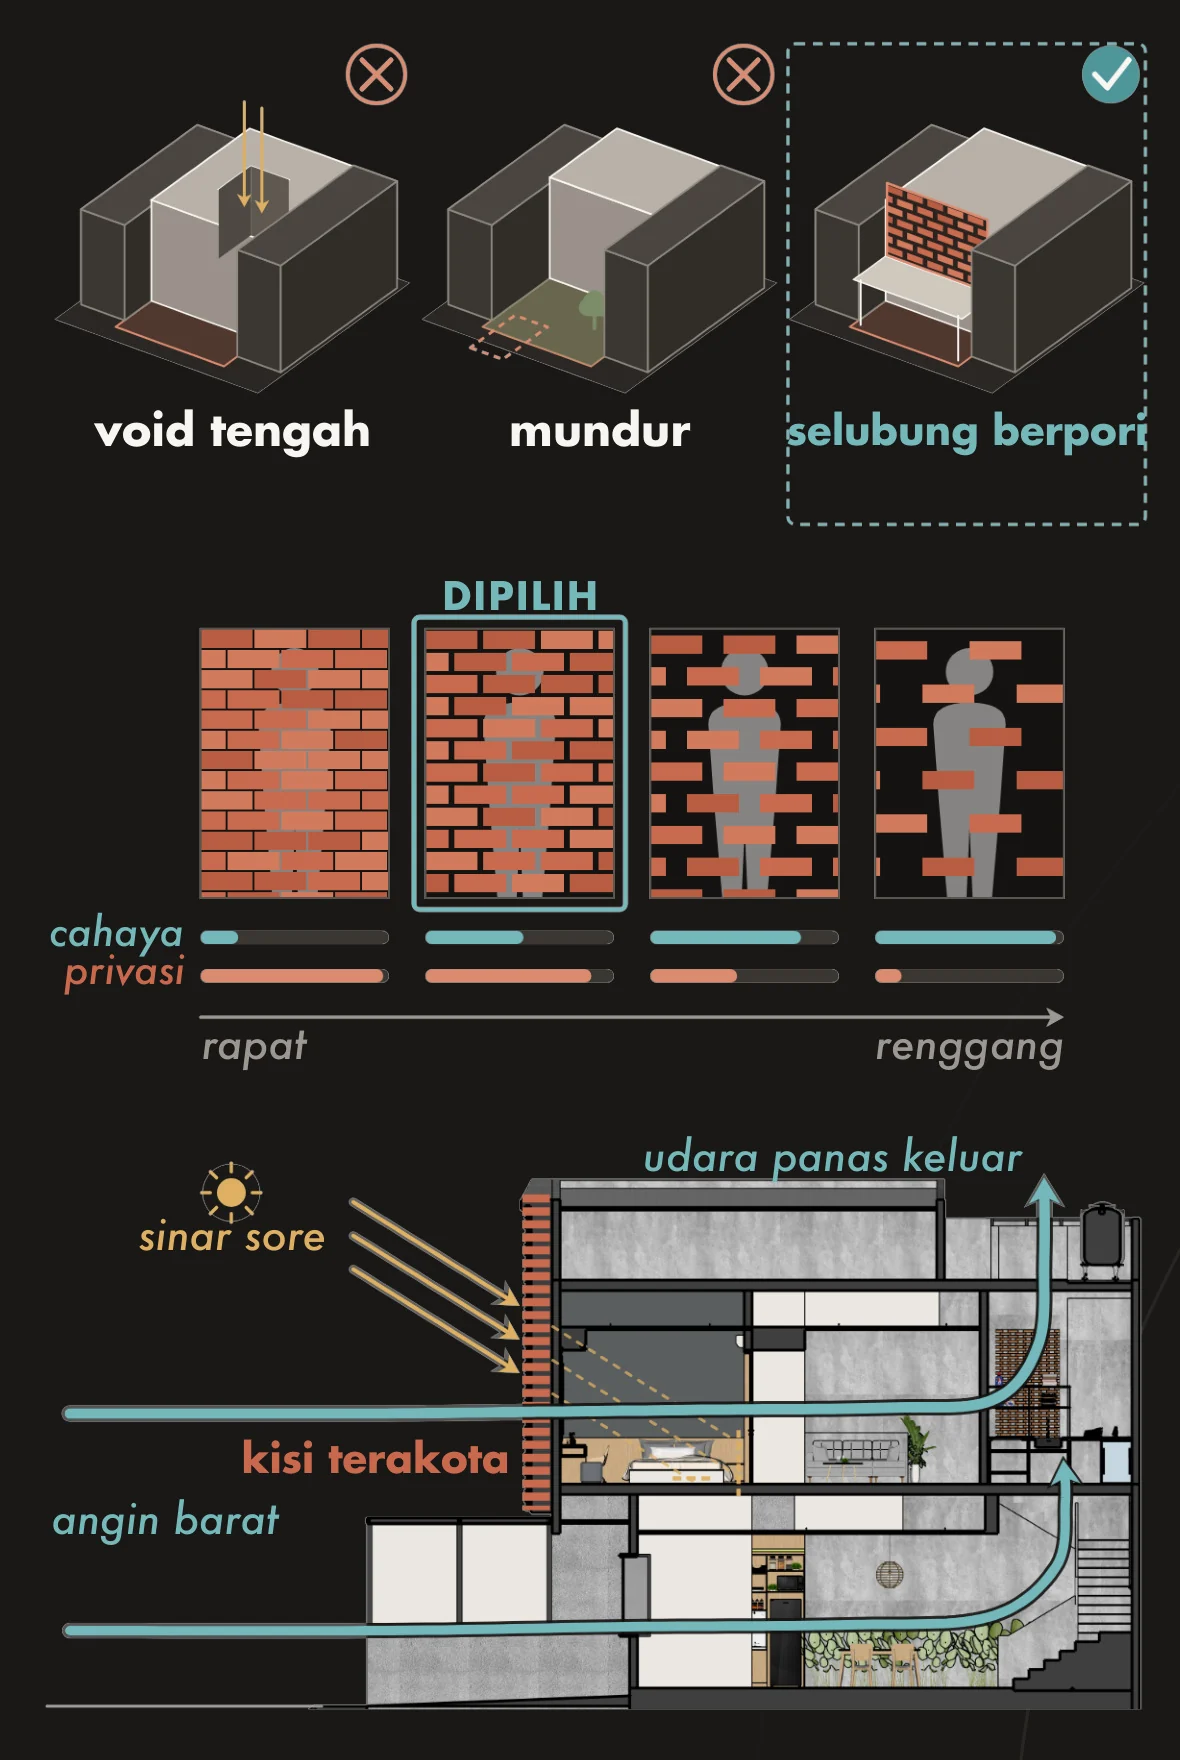 void tengah
mundur
selubung berpori
DIPILIH
cahaya
privasi
rapat
renggang
udara panas keluar
sinar sore
kisi terakota
angin barat